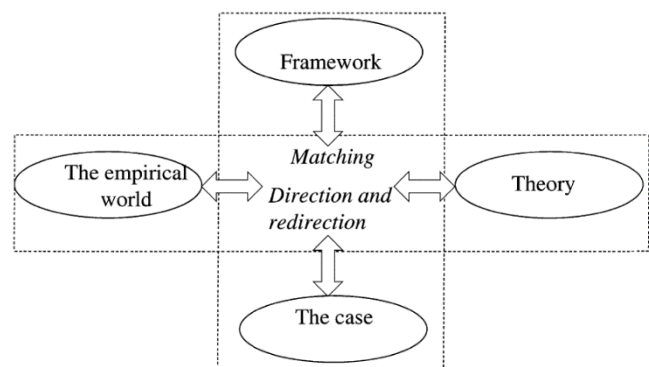 Framework
Matching
The empirical
world
Direction and
redirection
Theory
The case